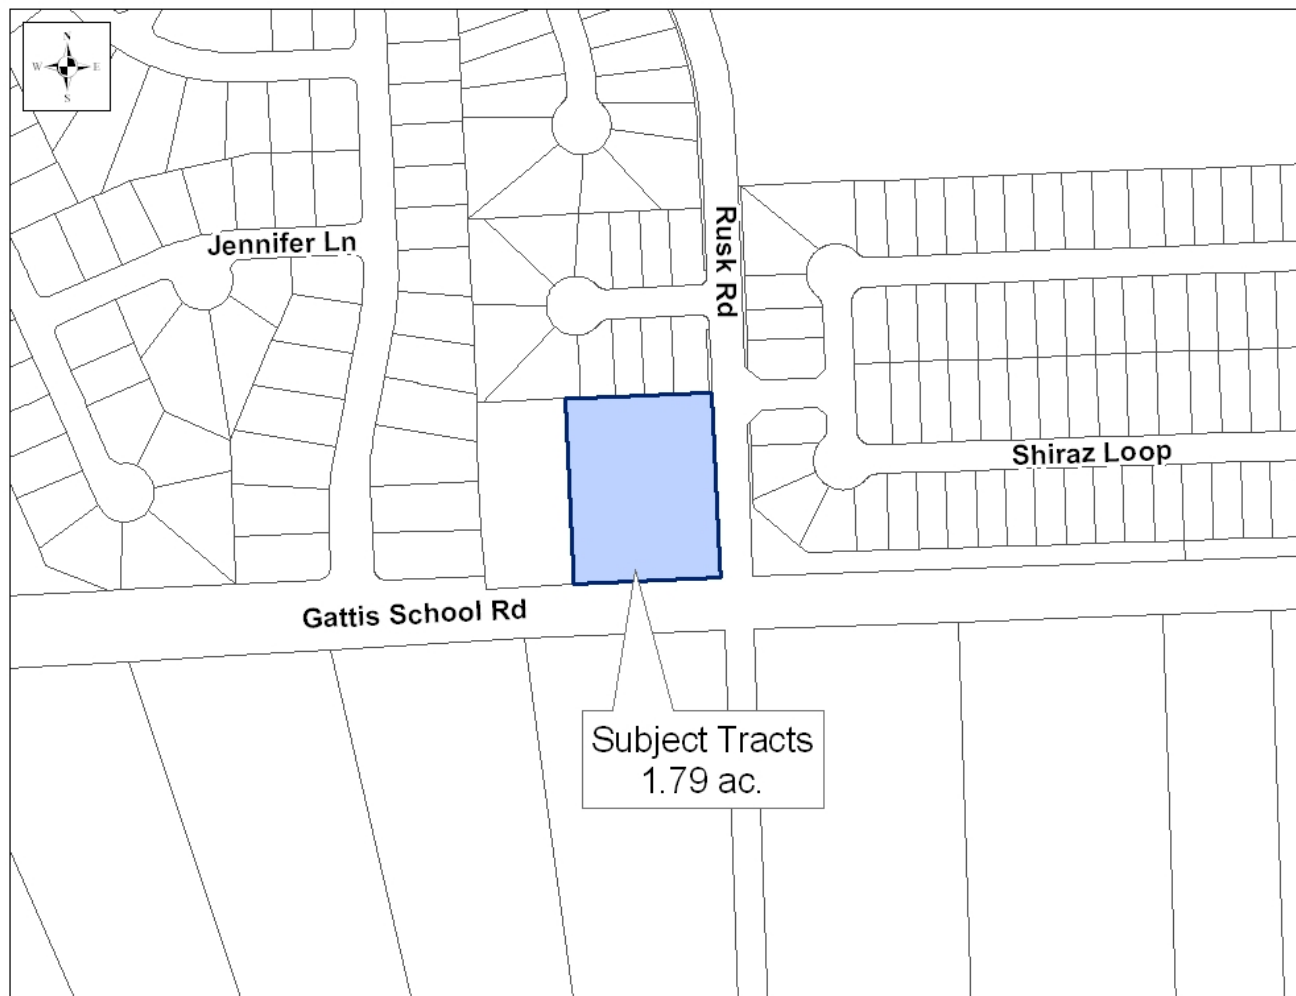 N
W E
S
Jennifer Ln
Rusk Rd
Shiraz Loop
Gattis School Rd
Subject Tracts
1.79 ac.